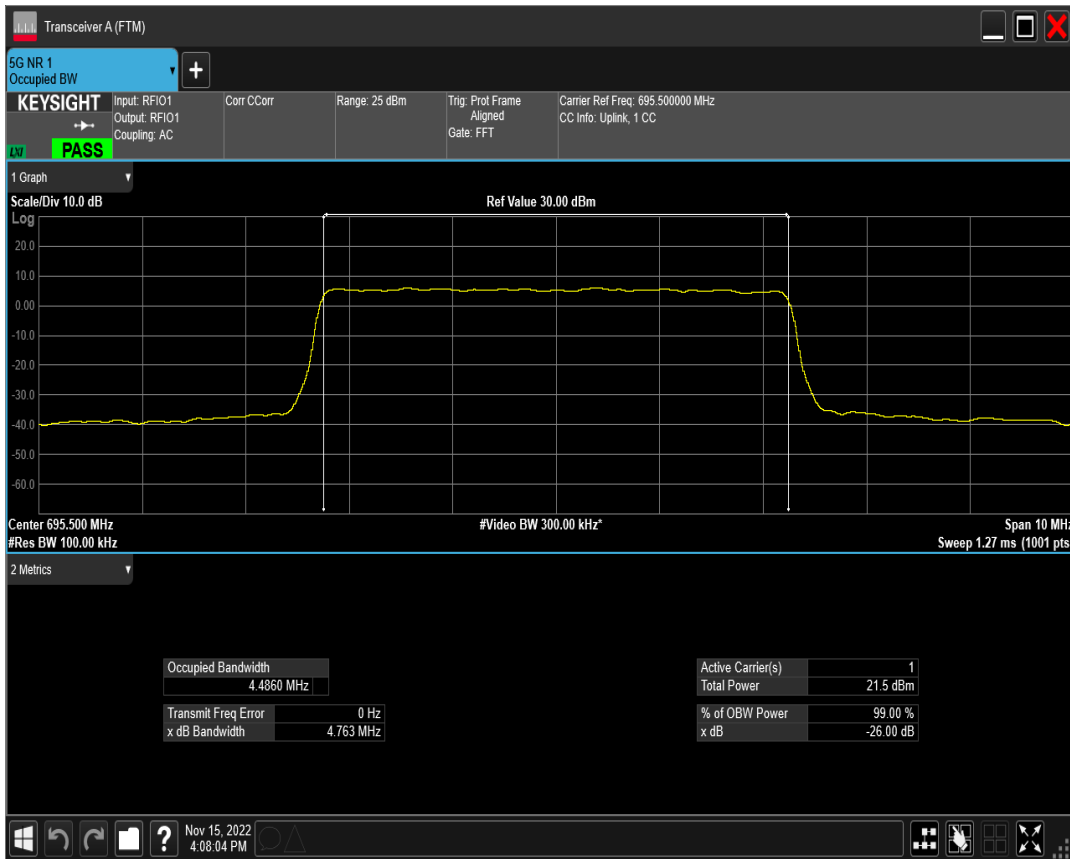 Transceiver A (FTM)
5G NR 1
Occupied BW
+
KEYSIGHT
LXI
PASS
Input: RFIO1
Output: RFIO1
Coupling: AC
Corr CCorr
Range: 25 dBm
Trig: Prot Frame
Aligned
Gate: FFT
Carrier Ref Freq: 695.500000 MHz
CC Info: Uplink, 1 CC
1 Graph
Scale/Div 10.0 dB
Ref Value 30.00 dBm
Log
20.0
10.0
0.00
-10.0
-20.0
-30.0
-40.0
-50.0
-60.0
Center 695.500 MHz
#Video BW 300.00 kHz*
Span 10 MHz
#Res BW 100.00 kHz
Sweep 1.27 ms (1001 pts
2 Metrics
Occupied Bandwidth
4.4860 MHz
Transmit Freq Error 0 Hz
x dB Bandwidth 4.763 MHz
Active Carrier(s) 1
Total Power 21.5 dBm
% of OBW Power 99.00 %
x dB -26.00 dB
?
Nov 15, 2022
4:08:04 PM